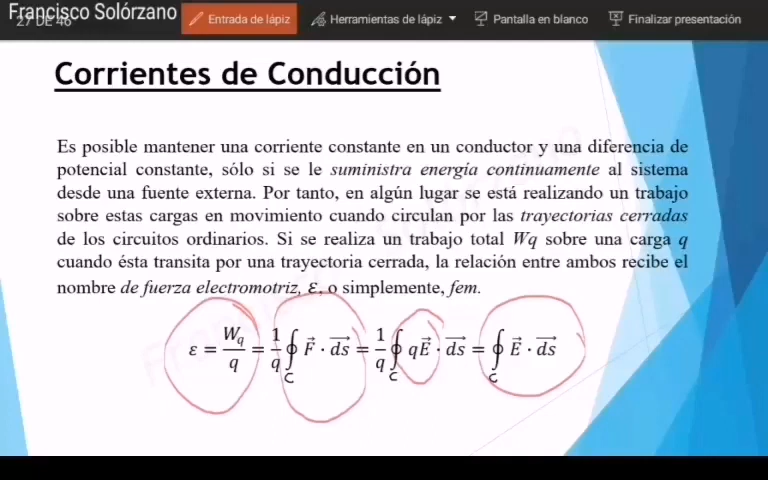 Francisco Solórzano
27 DE 46
Entrada de lápiz
Herramientas de lápiz
Pantalla en blanco
Finalizar presentación
Corrientes de Conducción
Es posible mantener una corriente constante en un conductor y una diferencia de
potencial constante, sólo si se le suministra energía continuamente al sistema
desde una fuente externa. Por tanto, en algún lugar se está realizando un trabajo
sobre estas cargas en movimiento cuando circulan por las trayectorias cerradas
de los circuitos ordinarios. Si se realiza un trabajo total Wq sobre una carga q
cuando ésta transita por una trayectoria cerrada, la relación entre ambos recibe el
nombre de fuerza electromotriz, ε, o simplemente, fem.
ε = W_q/q = 1/q ∮_C F⃗ · ds⃗ = 1/q ∮_C qE⃗ · ds⃗ = ∮_C E⃗ · ds⃗